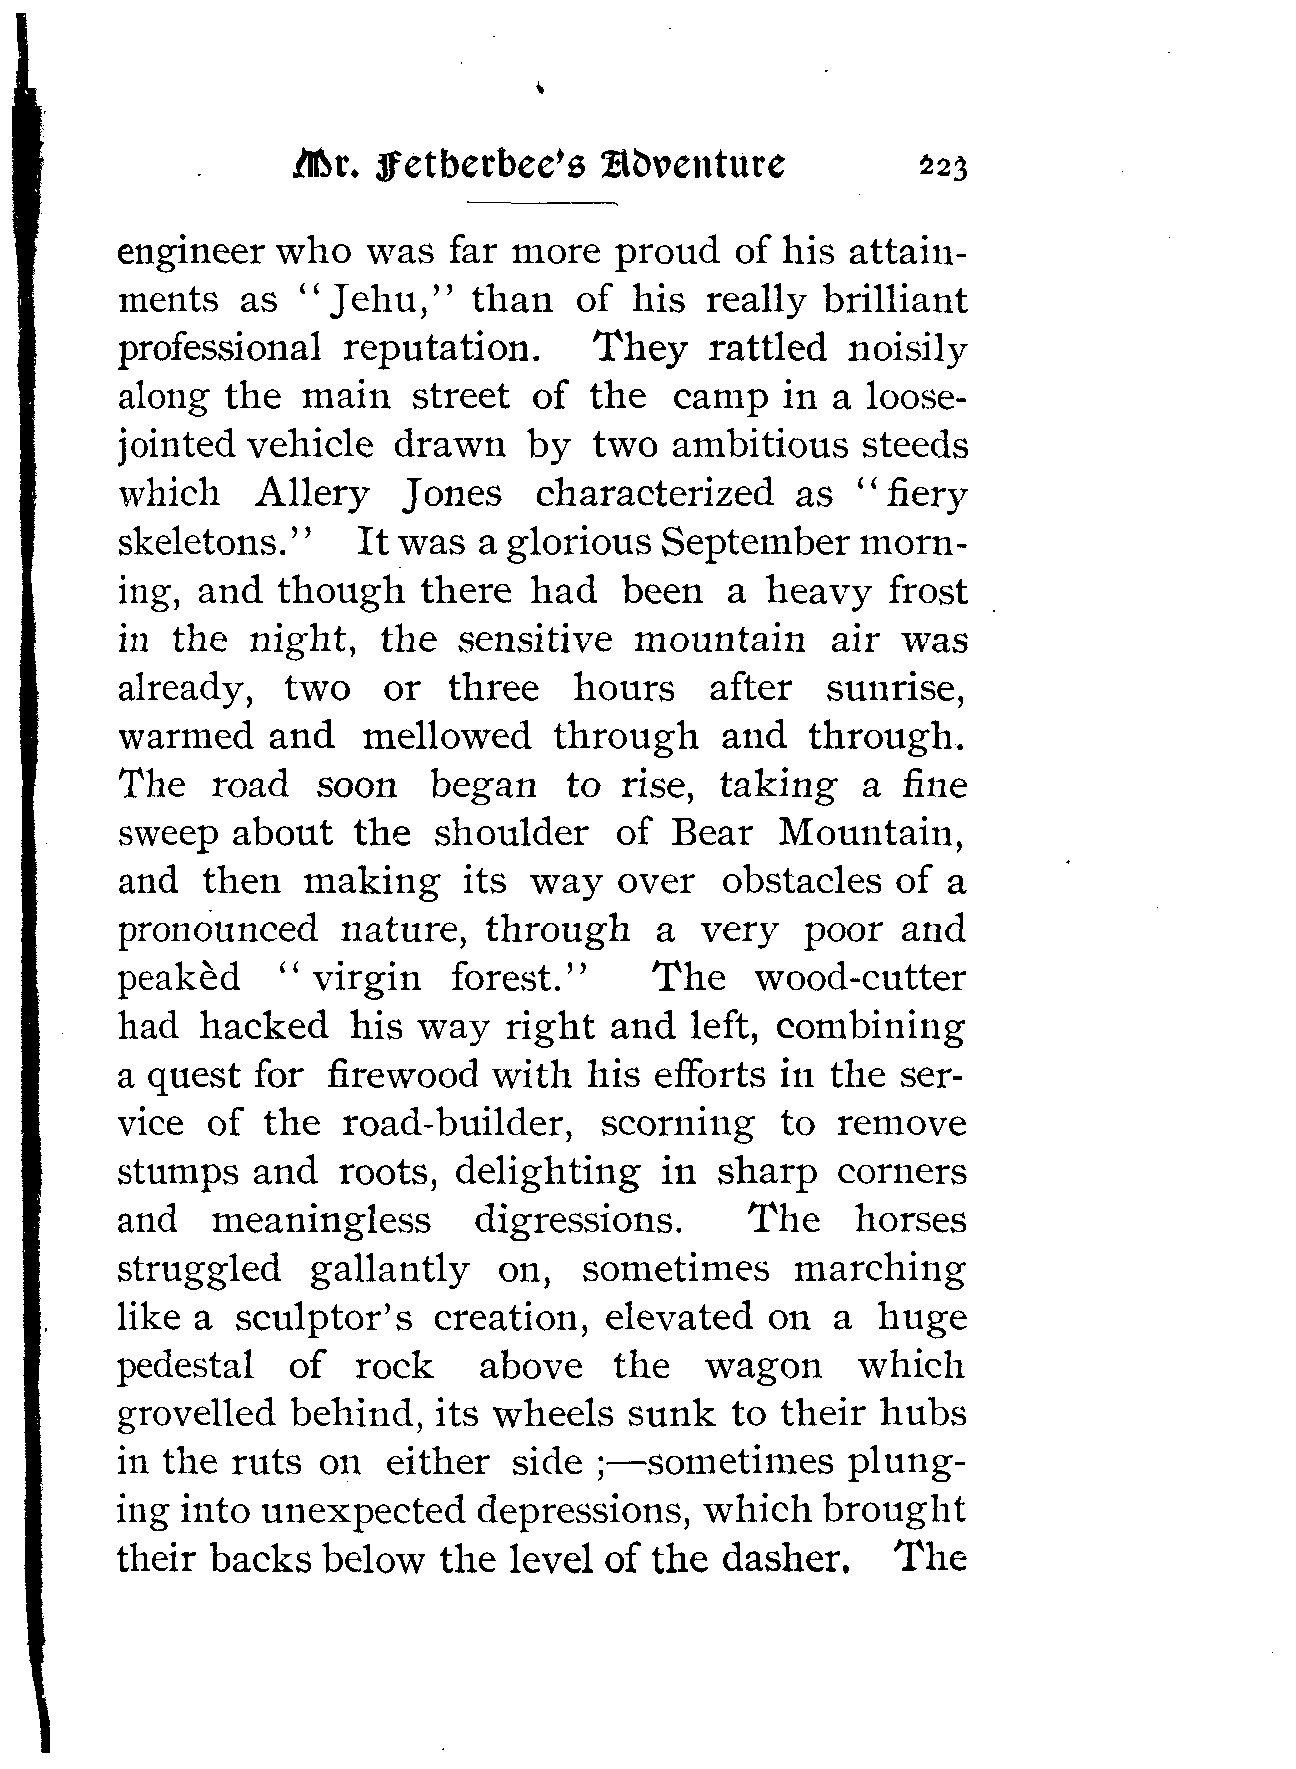 Mr. Fetherbee's Adventure 223
engineer who was far more proud of his attain-
ments as "Jehu," than of his really brilliant
professional reputation. They rattled noisily
along the main street of the camp in a loose-
jointed vehicle drawn by two ambitious steeds
which Allery Jones characterized as "fiery
skeletons." It was a glorious September morn-
ing, and though there had been a heavy frost
in the night, the sensitive mountain air was
already, two or three hours after sunrise,
warmed and mellowed through and through.
The road soon began to rise, taking a fine
sweep about the shoulder of Bear Mountain,
and then making its way over obstacles of a
pronounced nature, through a very poor and
peakèd "virgin forest." The wood-cutter
had hacked his way right and left, combining
a quest for firewood with his efforts in the ser-
vice of the road-builder, scorning to remove
stumps and roots, delighting in sharp corners
and meaningless digressions. The horses
struggled gallantly on, sometimes marching
like a sculptor's creation, elevated on a huge
pedestal of rock above the wagon which
grovelled behind, its wheels sunk to their hubs
in the ruts on either side ;—sometimes plung-
ing into unexpected depressions, which brought
their backs below the level of the dasher. The